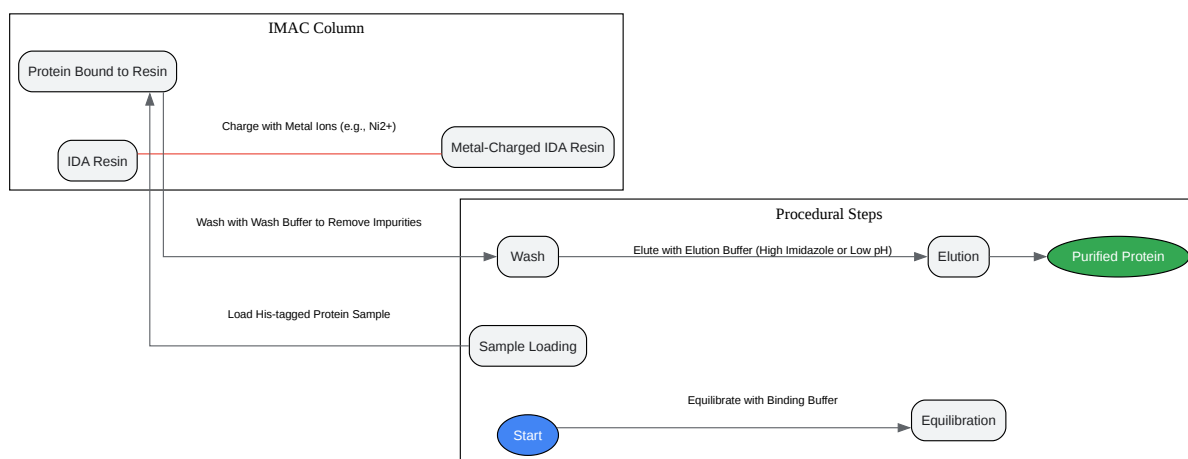 IMAC Column
Protein Bound to Resin
Charge with Metal Ions (e.g., Ni2+)
IDA Resin
Metal-Charged IDA Resin
Wash with Wash Buffer to Remove Impurities
Procedural Steps
Wash
Elute with Elution Buffer (High Imidazole or Low pH)
Elution
Purified Protein
Load His-tagged Protein Sample
Sample Loading
Equilibrate with Binding Buffer
Start
Equilibration